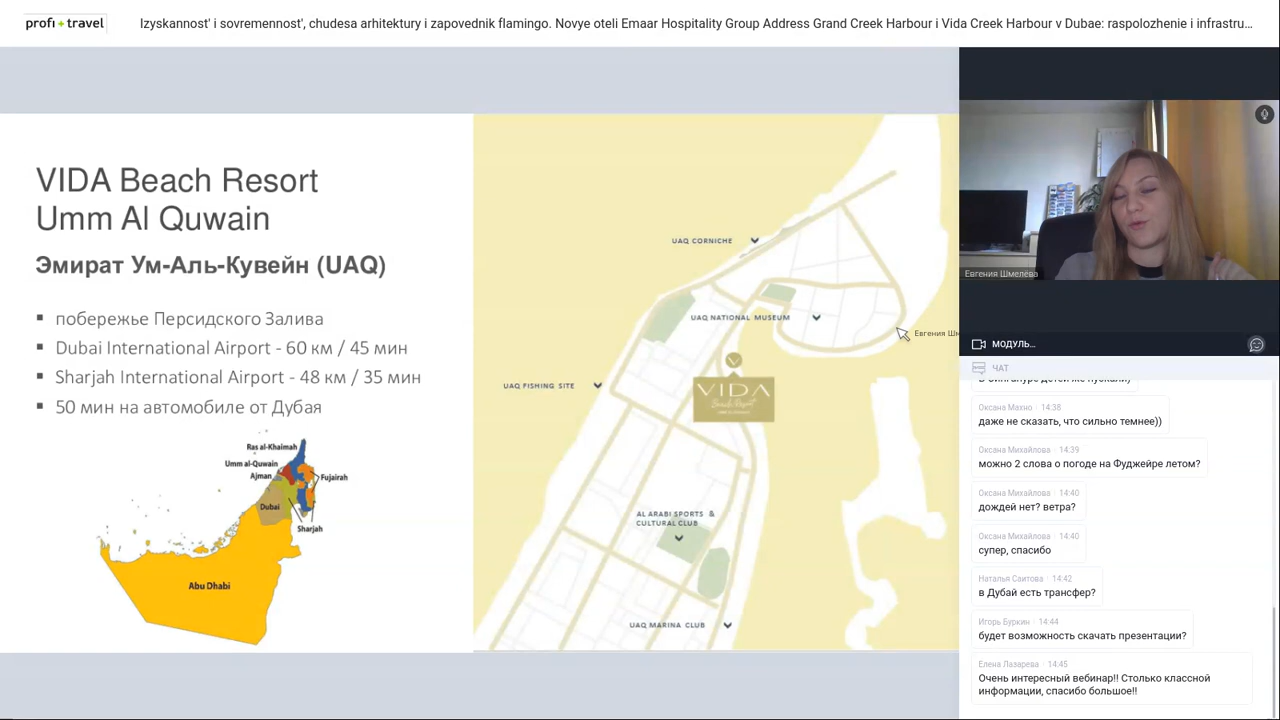 profi travel
Izyskannost' i sovremennost', chudesa arhitektury i zapovednik flamingo. Novye oteli Emaar Hospitality Group Address Grand Creek Harbour i Vida Creek Harbour v Dubae: raspolozhenie i infrastru...
VIDA Beach Resort
Umm Al Quwain
Эмират Ум-Аль-Кувейн (UAQ)
▪ побережье Персидского Залива
▪ Dubai International Airport - 60 км / 45 мин
▪ Sharjah International Airport - 48 км / 35 мин
▪ 50 мин на автомобиле от Дубая
Ras al-Khaimah
Umm al-Quwain
Ajman
Fujairah
Dubai
Sharjah
Abu Dhabi
UAQ CORNICHE
UAQ NATIONAL MUSEUM
UAQ FISHING SITE
VIDA
Beach Resort
AL ARABI SPORTS &
CULTURAL CLUB
UAQ MARINA CLUB
Евгения Шм
Евгения Шмелёва
МОДУЛЬ...
ЧАТ
Оксана Махно · 14:38
даже не сказать, что сильно темнее))
Оксана Михайлова · 14:39
можно 2 слова о погоде на Фуджейре летом?
Оксана Михайлова · 14:40
дождей нет? ветра?
Оксана Михайлова · 14:40
супер, спасибо
Наталья Саитова · 14:42
в Дубай есть трансфер?
Игорь Буркин · 14:44
будет возможность скачать презентации?
Елена Лазарева · 14:45
Очень интересный вебинар!! Столько классной
информации, спасибо большое!!